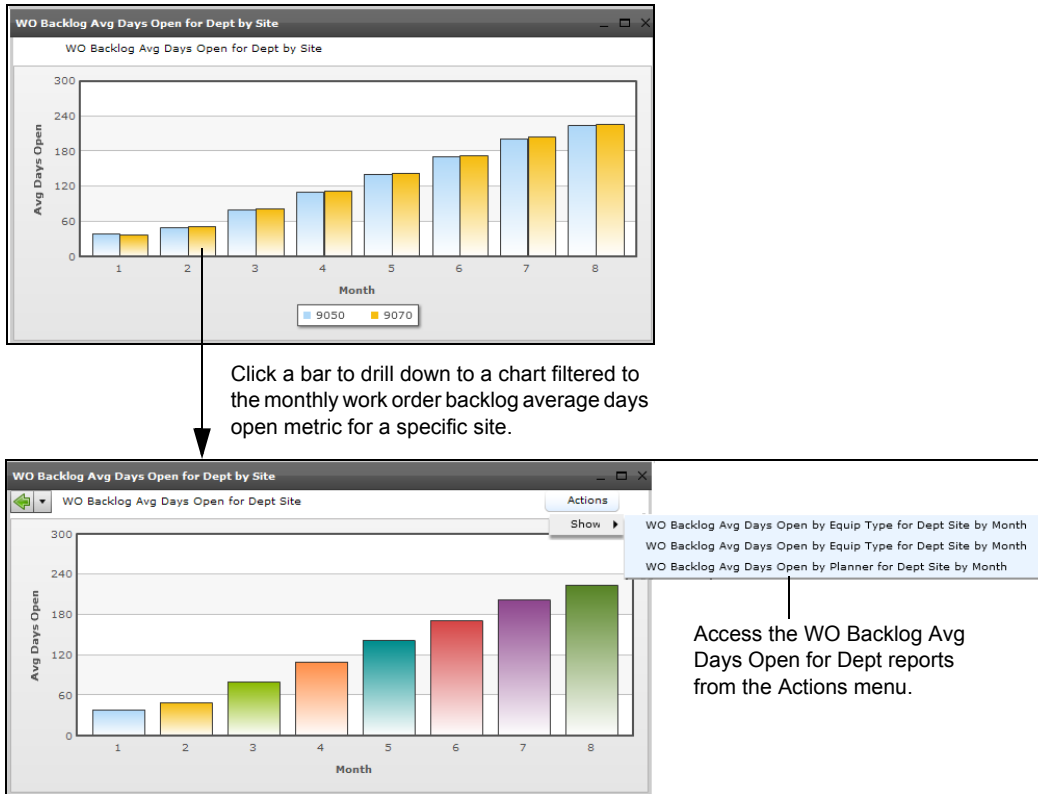 WO Backlog Avg Days Open for Dept by Site
WO Backlog Avg Days Open for Dept by Site
Avg Days Open
300
240
180
120
60
0
1 2 3 4 5 6 7 8
Month
9050 9070
Click a bar to drill down to a chart filtered to
the monthly work order backlog average days
open metric for a specific site.
WO Backlog Avg Days Open for Dept by Site
WO Backlog Avg Days Open for Dept Site
Actions
Show
WO Backlog Avg Days Open by Equip Type for Dept Site by Month
WO Backlog Avg Days Open by Equip Type for Dept Site by Month
WO Backlog Avg Days Open by Planner for Dept Site by Month
Avg Days Open
300
240
180
120
60
0
1 2 3 4 5 6 7 8
Month
Access the WO Backlog Avg
Days Open for Dept reports
from the Actions menu.